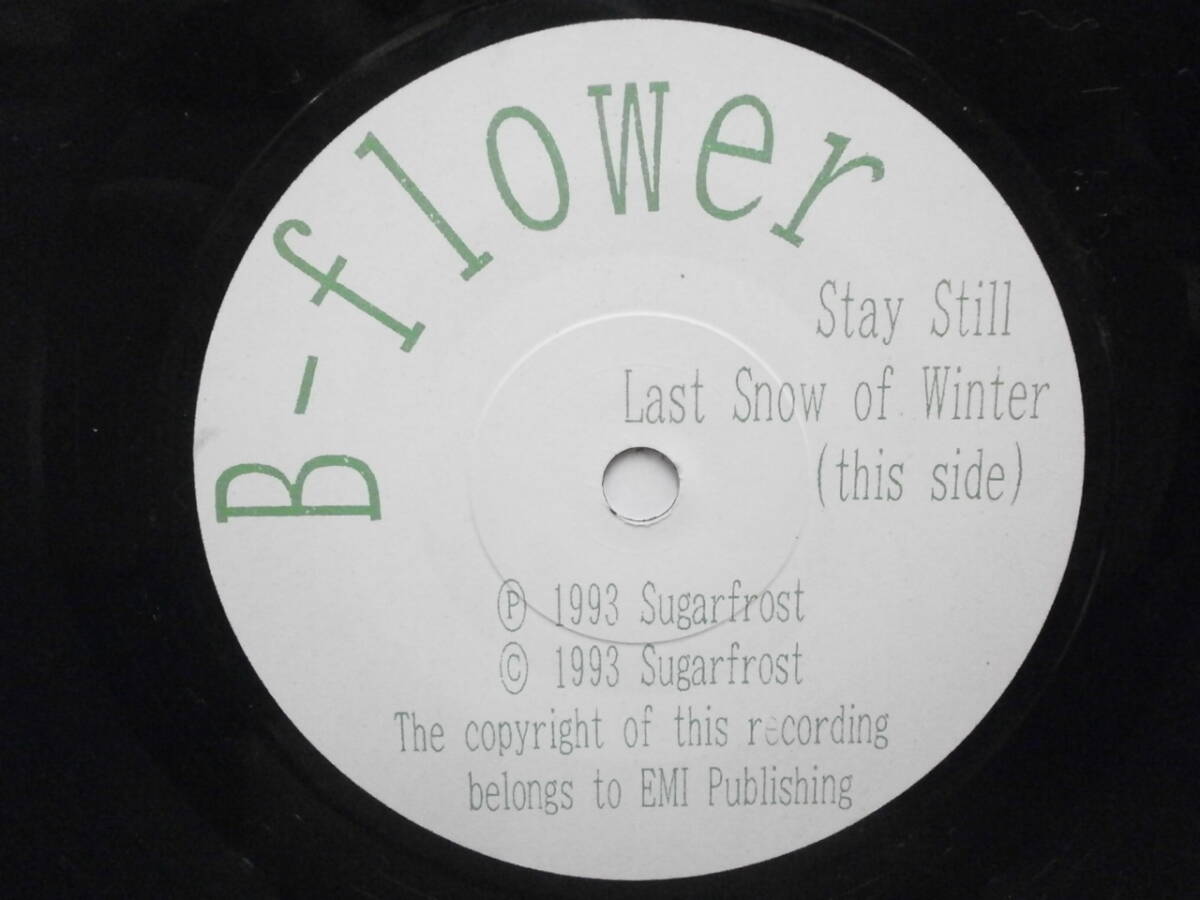 B-flower
Stay Still
Last Snow of Winter
(this side)
Ⓟ 1993 Sugarfrost
© 1993 Sugarfrost
The copyright of this recording
belongs to EMI Publishing